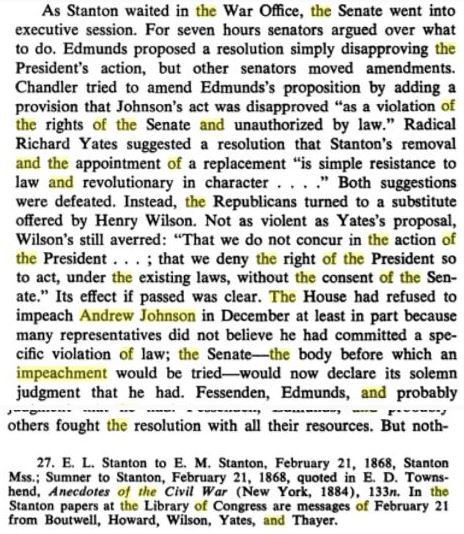 As Stanton waited in the War Office, the Senate went into
executive session. For seven hours senators argued over what
to do. Edmunds proposed a resolution simply disapproving the
President's action, but other senators moved amendments.
Chandler tried to amend Edmunds's proposition by adding a
provision that Johnson's act was disapproved "as a violation of
the rights of the Senate and unauthorized by law." Radical
Richard Yates suggested a resolution that Stanton's removal
and the appointment of a replacement "is simple resistance to
law and revolutionary in character . . . ." Both suggestions
were defeated. Instead, the Republicans turned to a substitute
offered by Henry Wilson. Not as violent as Yates's proposal,
Wilson's still averred: "That we do not concur in the action of
the President . . . ; that we deny the right of the President so
to act, under the existing laws, without the consent of the Sen-
ate." Its effect if passed was clear. The House had refused to
impeach Andrew Johnson in December at least in part because
many representatives did not believe he had committed a spe-
cific violation of law; the Senate—the body before which an
impeachment would be tried—would now declare its solemn
judgment that he had. Fessenden, Edmunds, and probably
others fought the resolution with all their resources. But noth-
27. E. L. Stanton to E. M. Stanton, February 21, 1868, Stanton
Mss.; Sumner to Stanton, February 21, 1868, quoted in E. D. Towns-
hend, Anecdotes of the Civil War (New York, 1884), 133n. In the
Stanton papers at the Library of Congress are messages of February 21
from Boutwell, Howard, Wilson, Yates, and Thayer.